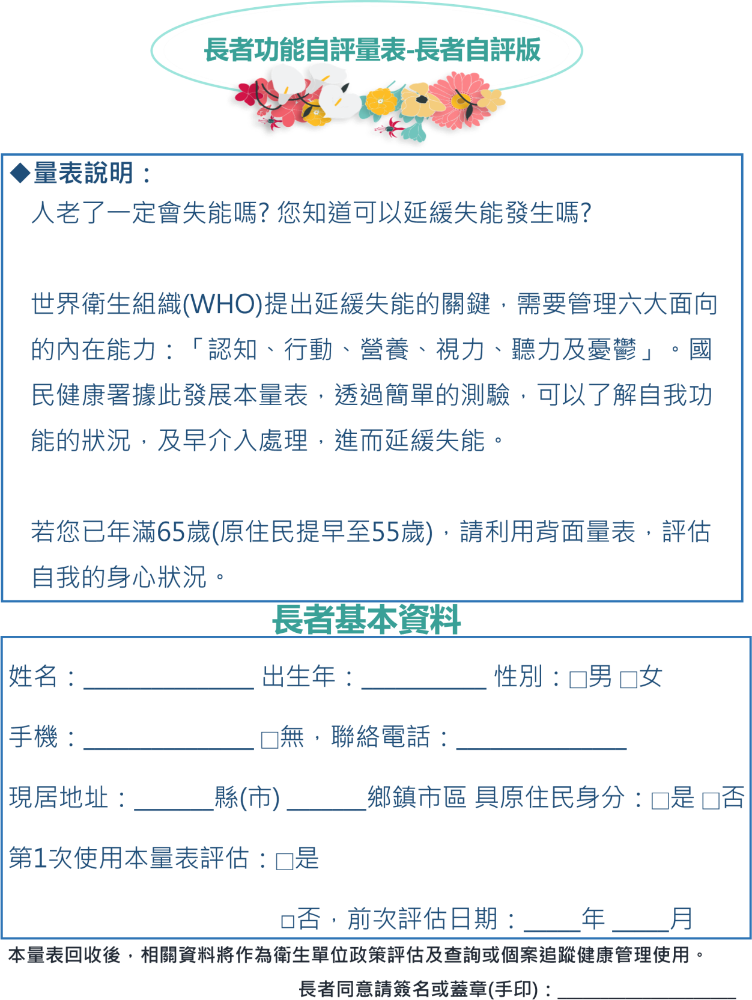 長者功能自評量表-長者自評版
◆量表說明：
人老了一定會失能嗎? 您知道可以延緩失能發生嗎?
世界衛生組織(WHO)提出延緩失能的關鍵，需要管理六大面向
的內在能力：「認知、行動、營養、視力、聽力及憂鬱」。國
民健康署據此發展本量表，透過簡單的測驗，可以了解自我功
能的狀況，及早介入處理，進而延緩失能。
若您已年滿65歲(原住民提早至55歲)，請利用背面量表，評估
自我的身心狀況。
長者基本資料
姓名：_______________ 出生年：___________ 性別：□男 □女
手機：_______________ □無，聯絡電話：_______________
現居地址：_______縣(市) _______鄉鎮市區 具原住民身分：□是 □否
第1次使用本量表評估：□是
□否，前次評估日期：_____年 _____月
本量表回收後，相關資料將作為衛生單位政策評估及查詢或個案追蹤健康管理使用。
長者同意請簽名或蓋章(手印)：____________________